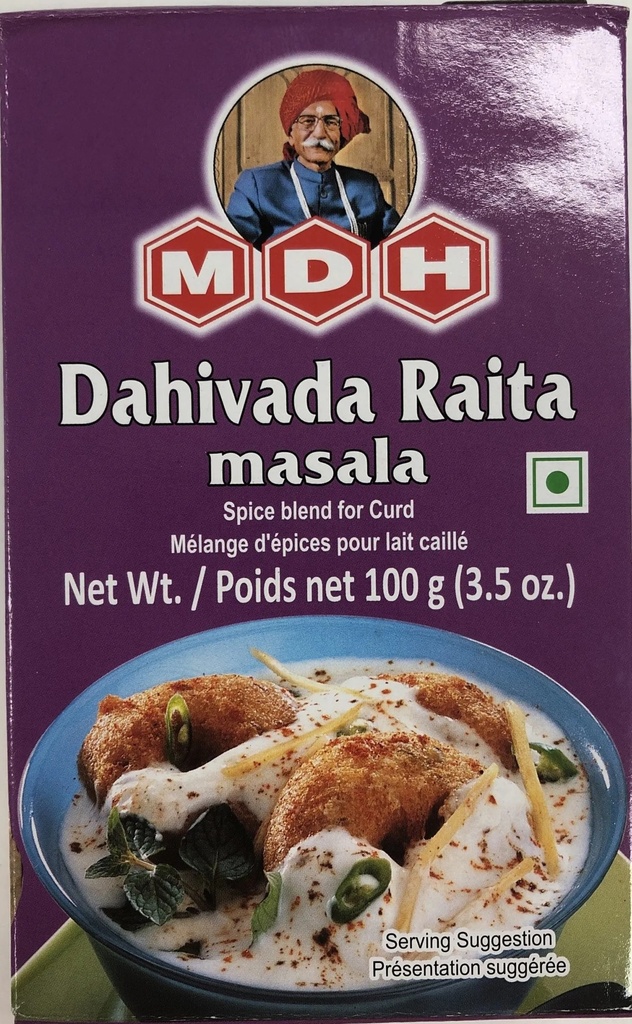 MDH
Dahivada Raita
masala
Spice blend for Curd
Mélange d'épices pour lait caillé
Net Wt. / Poids net 100 g (3.5 oz.)
Serving Suggestion
Présentation suggérée